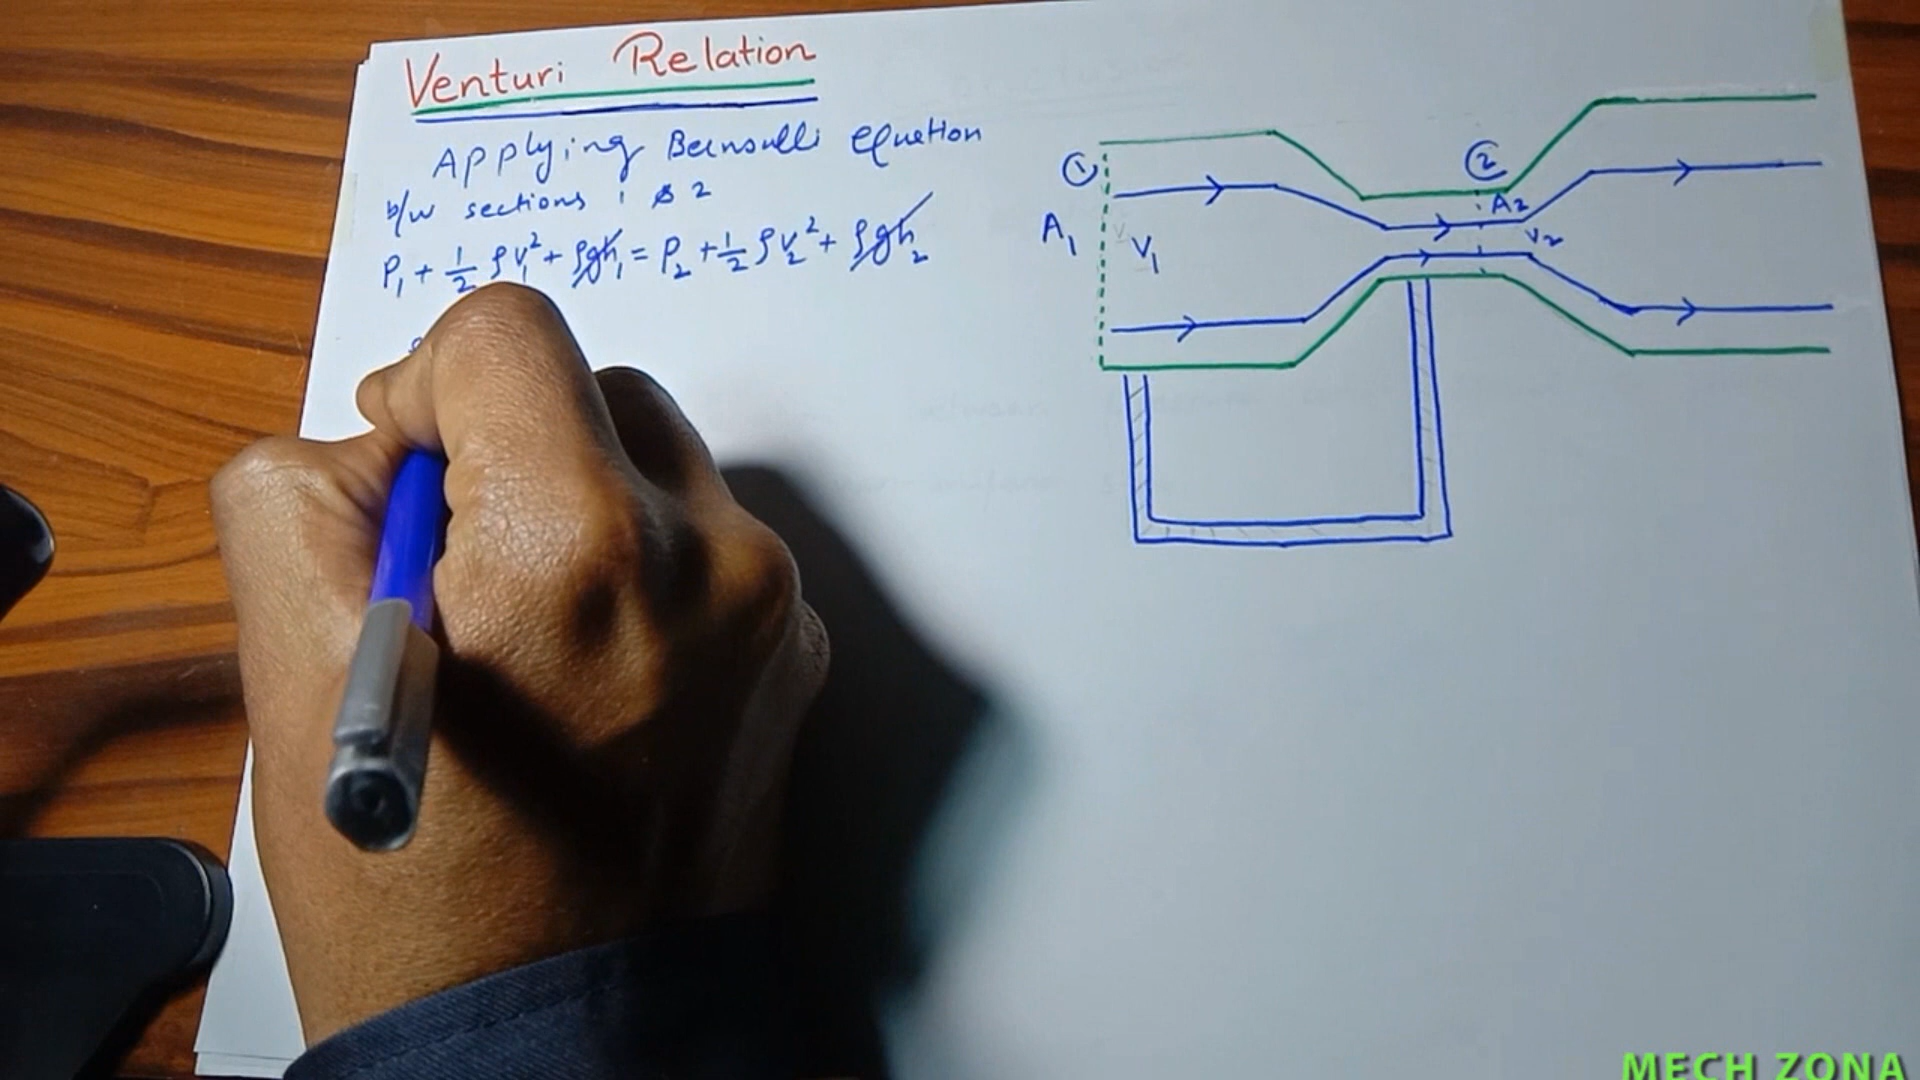 Venturi Relation
Applying Bernoulli equation
b/w sections 1 & 2
P₁ + 1/2 ρv₁² + ρgh₁ = P₂ + 1/2 ρv₂² + ρgh₂
①
A₁
V₁
②
A₂
V₂
MECH ZONA